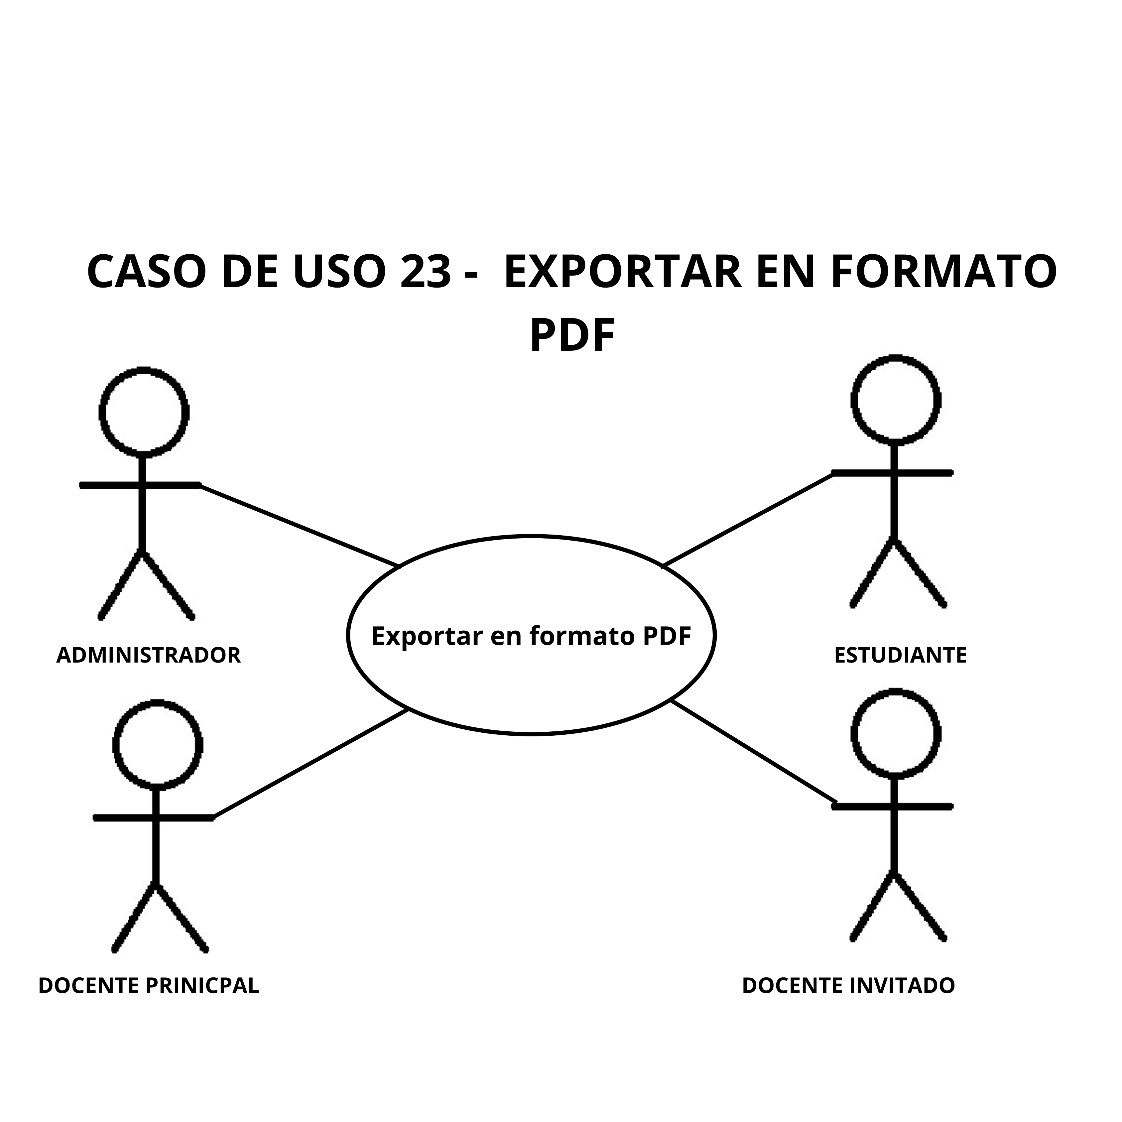 CASO DE USO 23 -  EXPORTAR EN FORMATO
PDF
Exportar en formato PDF
ADMINISTRADOR
ESTUDIANTE
DOCENTE PRINICPAL
DOCENTE INVITADO